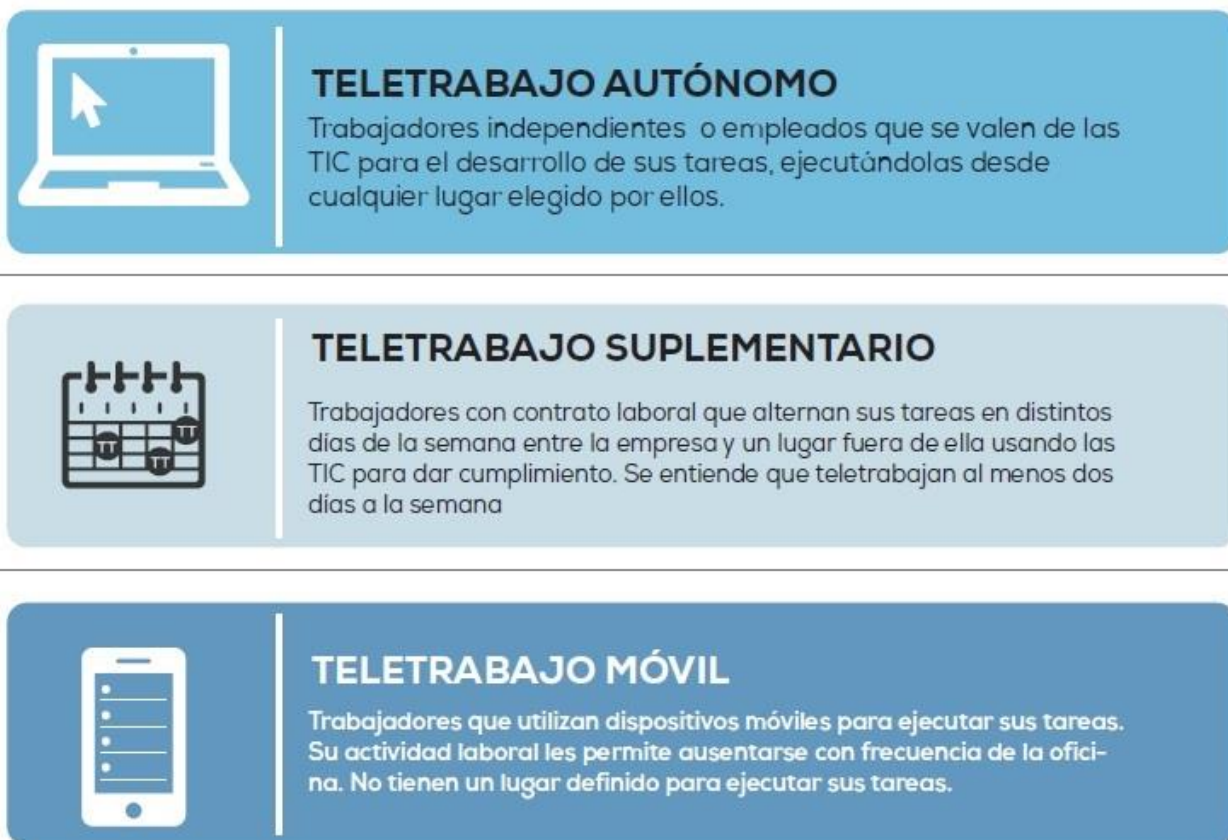 TELETRABAJO AUTÓNOMO
Trabajadores independientes o empleados que se valen de las
TIC para el desarrollo de sus tareas, ejecutándolas desde
cualquier lugar elegido por ellos.
TELETRABAJO SUPLEMENTARIO
Trabajadores con contrato laboral que alternan sus tareas en distintos
días de la semana entre la empresa y un lugar fuera de ella usando las
TIC para dar cumplimiento. Se entiende que teletrabajan al menos dos
días a la semana
TT
TT
TT
TELETRABAJO MÓVIL
Trabajadores que utilizan dispositivos móviles para ejecutar sus tareas.
Su actividad laboral les permite ausentarse con frecuencia de la ofici-
na. No tienen un lugar definido para ejecutar sus tareas.